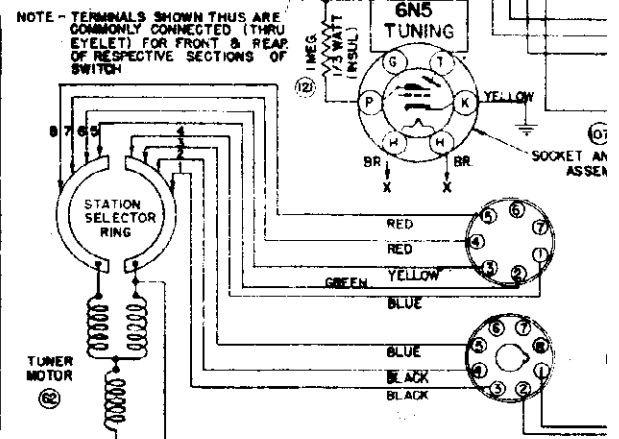 NOTE - TERMINALS SHOWN THUS ARE
COMMONLY CONNECTED (THRU
EYELET) FOR FRONT & REAR
OF RESPECTIVE SECTIONS OF
SWITCH
1 MEG.
1/3 WATT
(INSUL.)
121
6N5
TUNING
G
T
P
K
H
H
YELLOW
BR
BR
X
X
107
SOCKET AN
ASSEM
8 7 6 5
4
3
2
1
STATION
SELECTOR
RING
RED
RED
YELLOW
GREEN
BLUE
5
6
7
4
3
2
1
BLUE
BLACK
BLACK
6
7
5
8
4
1
3
2
TUNER
MOTOR
62